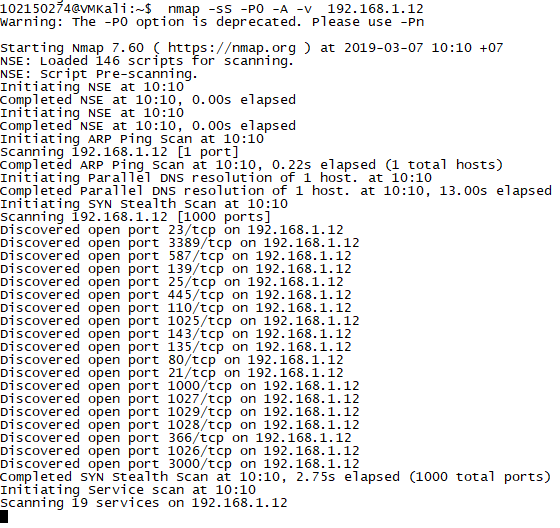 102150274@VMKali:~$ nmap -sS -P0 -A -v 192.168.1.12
Warning: The -P0 option is deprecated. Please use -Pn
Starting Nmap 7.60 ( https://nmap.org ) at 2019-03-07 10:10 +07
NSE: Loaded 146 scripts for scanning.
NSE: Script Pre-scanning.
Initiating NSE at 10:10
Completed NSE at 10:10, 0.00s elapsed
Initiating NSE at 10:10
Completed NSE at 10:10, 0.00s elapsed
Initiating ARP Ping Scan at 10:10
Scanning 192.168.1.12 [1 port]
Completed ARP Ping Scan at 10:10, 0.22s elapsed (1 total hosts)
Initiating Parallel DNS resolution of 1 host. at 10:10
Completed Parallel DNS resolution of 1 host. at 10:10, 13.00s elapsed
Initiating SYN Stealth Scan at 10:10
Scanning 192.168.1.12 [1000 ports]
Discovered open port 23/tcp on 192.168.1.12
Discovered open port 3389/tcp on 192.168.1.12
Discovered open port 587/tcp on 192.168.1.12
Discovered open port 139/tcp on 192.168.1.12
Discovered open port 25/tcp on 192.168.1.12
Discovered open port 445/tcp on 192.168.1.12
Discovered open port 110/tcp on 192.168.1.12
Discovered open port 1025/tcp on 192.168.1.12
Discovered open port 143/tcp on 192.168.1.12
Discovered open port 135/tcp on 192.168.1.12
Discovered open port 80/tcp on 192.168.1.12
Discovered open port 21/tcp on 192.168.1.12
Discovered open port 1000/tcp on 192.168.1.12
Discovered open port 1027/tcp on 192.168.1.12
Discovered open port 1029/tcp on 192.168.1.12
Discovered open port 1028/tcp on 192.168.1.12
Discovered open port 366/tcp on 192.168.1.12
Discovered open port 1026/tcp on 192.168.1.12
Discovered open port 3000/tcp on 192.168.1.12
Completed SYN Stealth Scan at 10:10, 2.75s elapsed (1000 total ports)
Initiating Service scan at 10:10
Scanning 19 services on 192.168.1.12